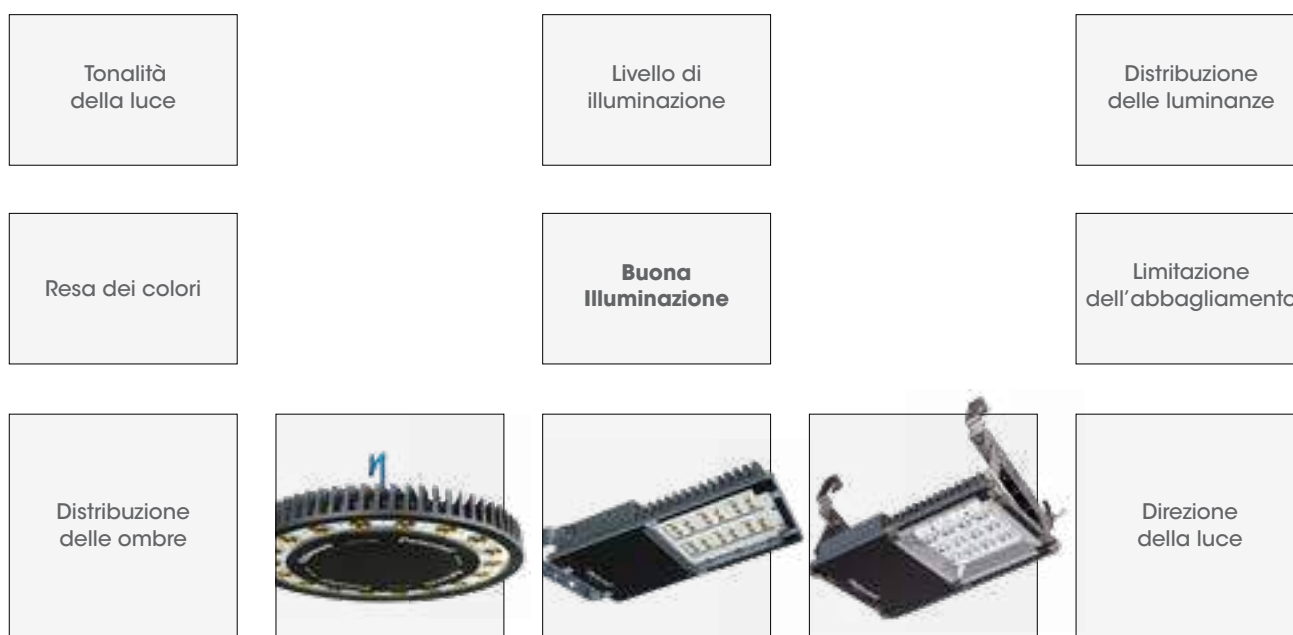 Tonalità
della luce
Livello di
illuminazione
Distribuzione
delle luminanze
Resa dei colori
Buona
Illuminazione
Limitazione
dell'abbagliamento
Distribuzione
delle ombre
Direzione
della luce